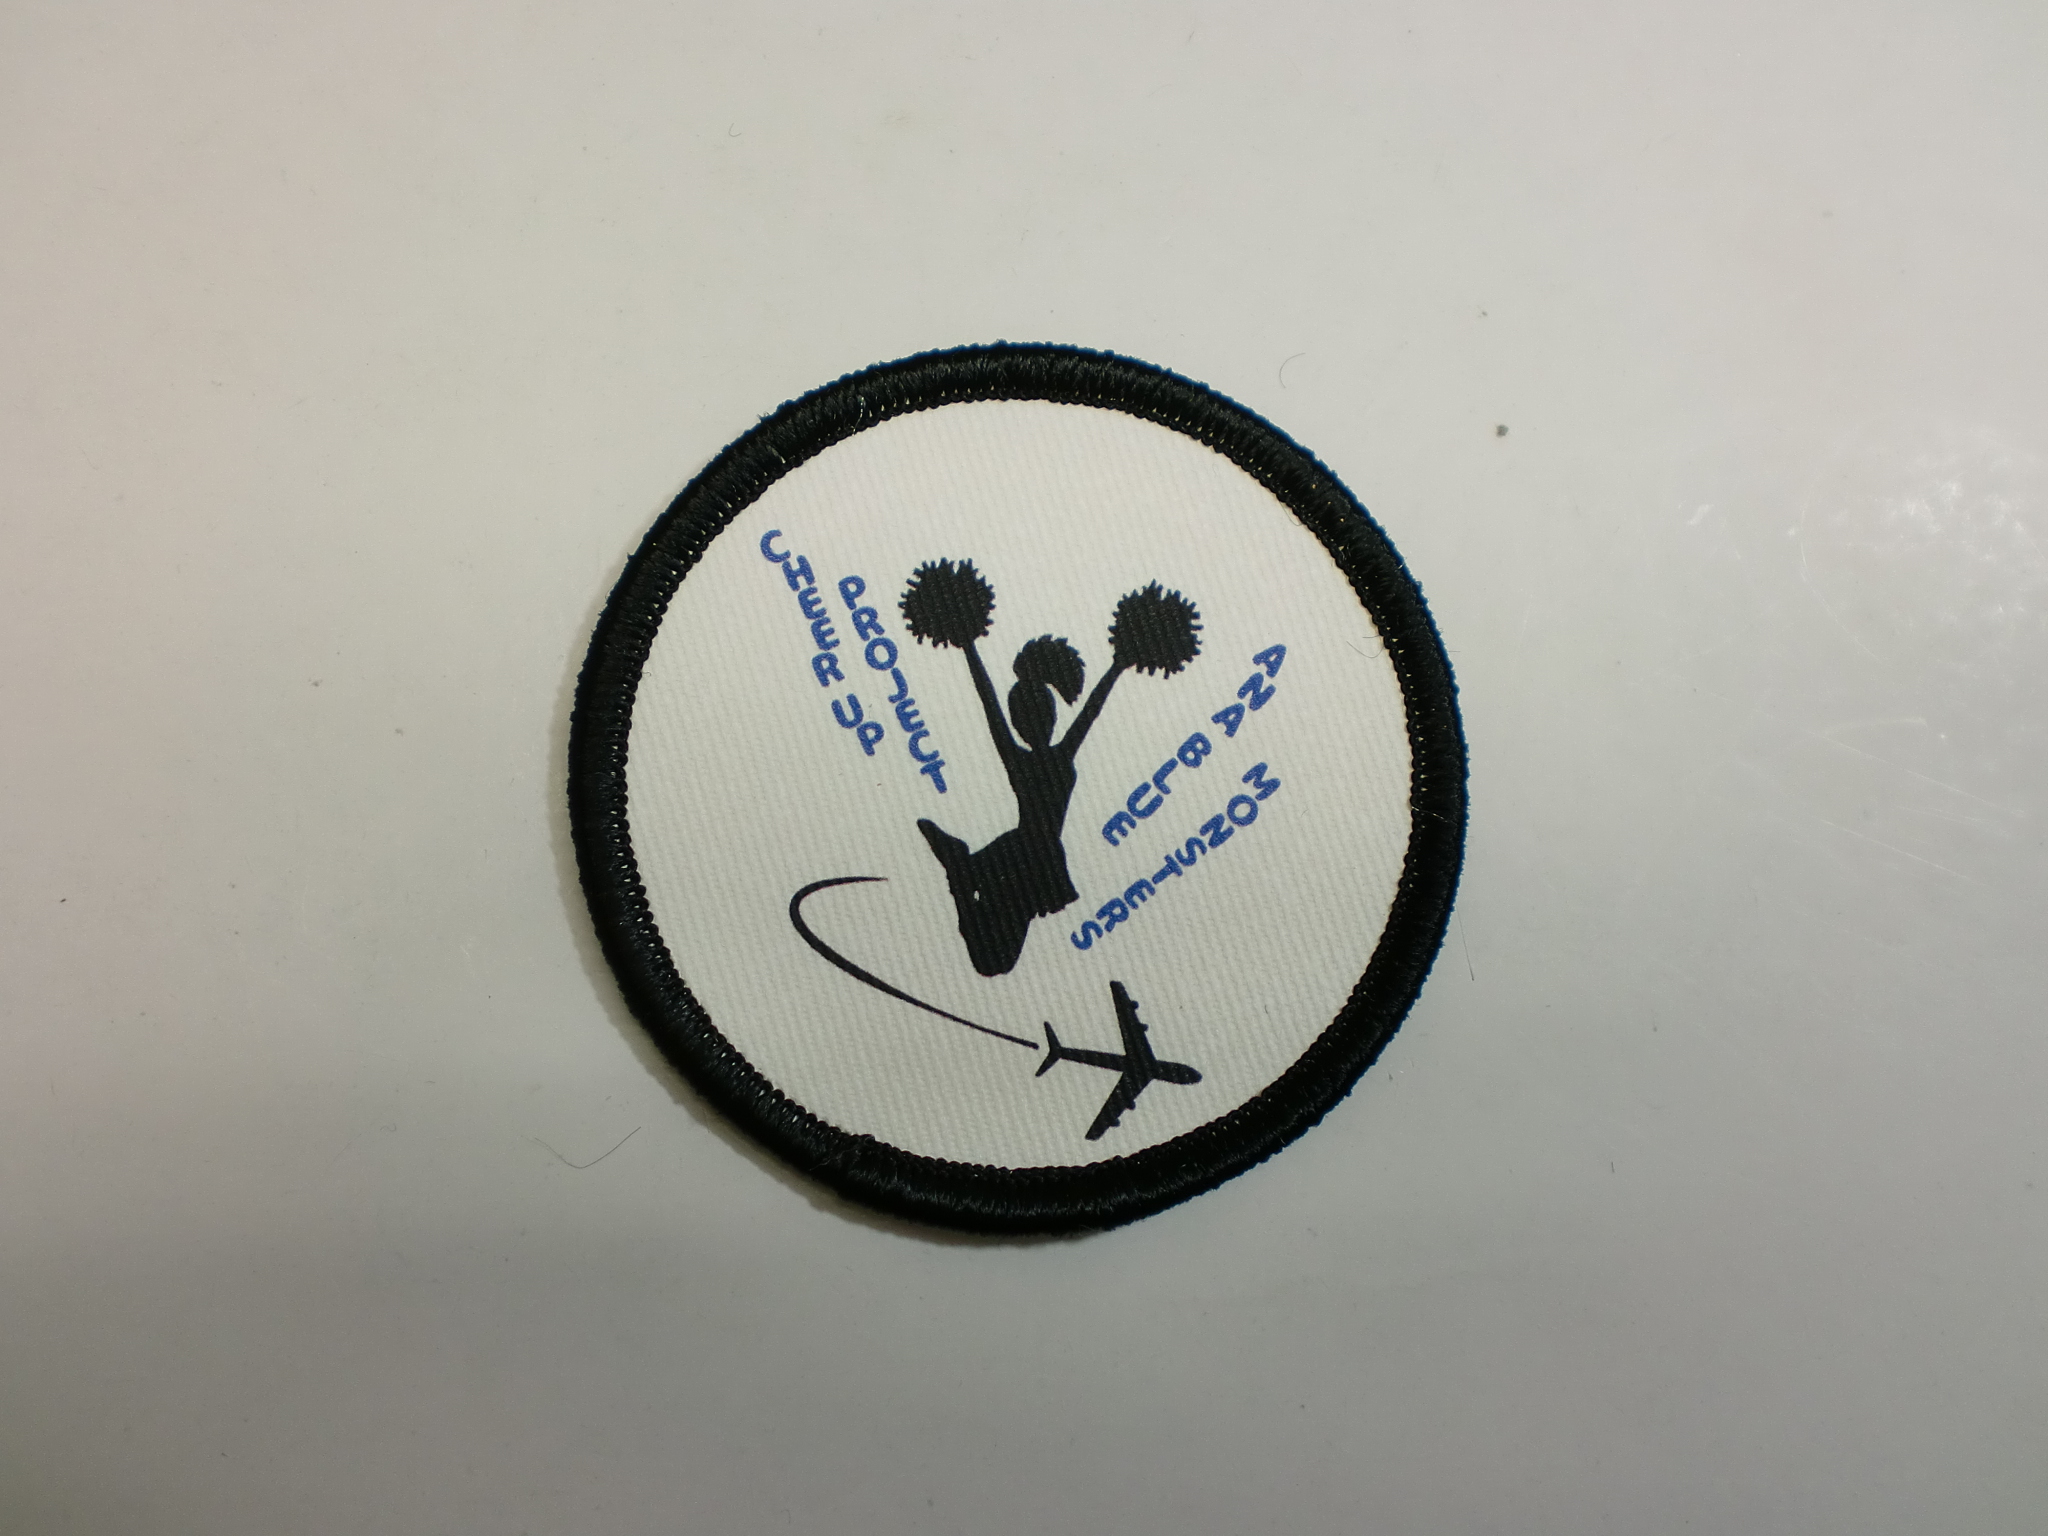 CHEER UP
PROJECT
ANA BLUE
MONSTERS